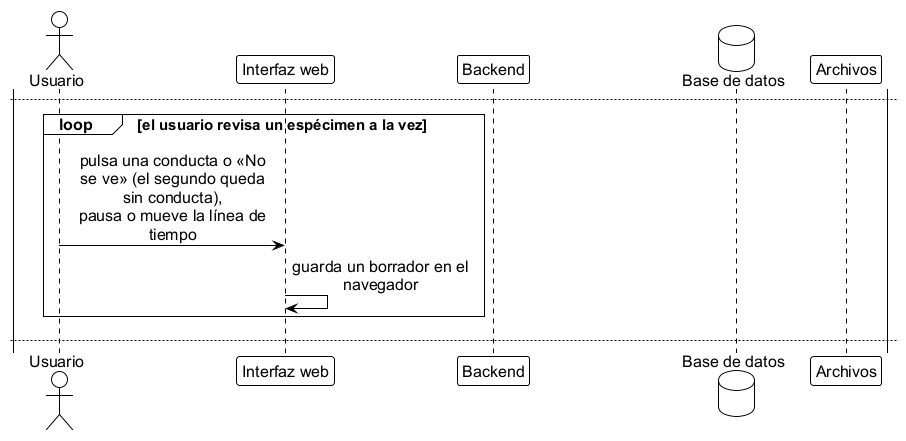 Usuario
Interfaz web
Backend
Base de datos
Archivos
loop
[el usuario revisa un espécimen a la vez]
pulsa una conducta o «No
se ve» (el segundo queda
sin conducta),
pausa o mueve la línea de
tiempo
guarda un borrador en el
navegador
Usuario
Interfaz web
Backend
Base de datos
Archivos